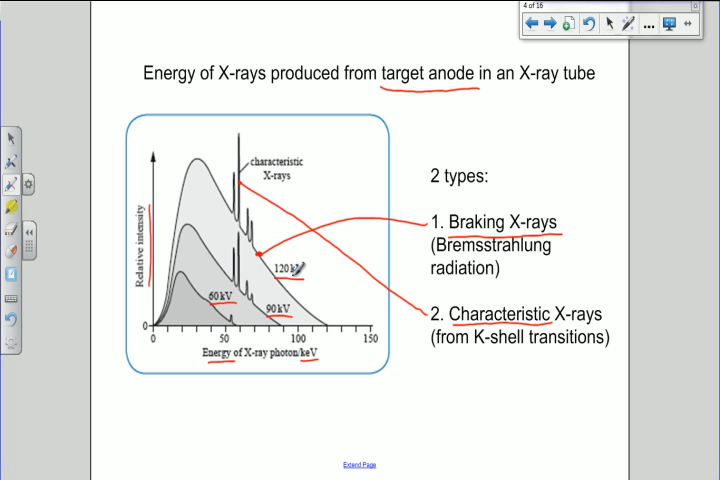 4 of 16
...
Energy of X-rays produced from target anode in an X-ray tube
characteristic
X-rays
Relative intensity
120 kV
60 kV
90 kV
0
0 50 100 150
Energy of X-ray photon/keV
2 types:
1. Braking X-rays
(Bremsstrahlung
radiation)
2. Characteristic X-rays
(from K-shell transitions)
Extend Page